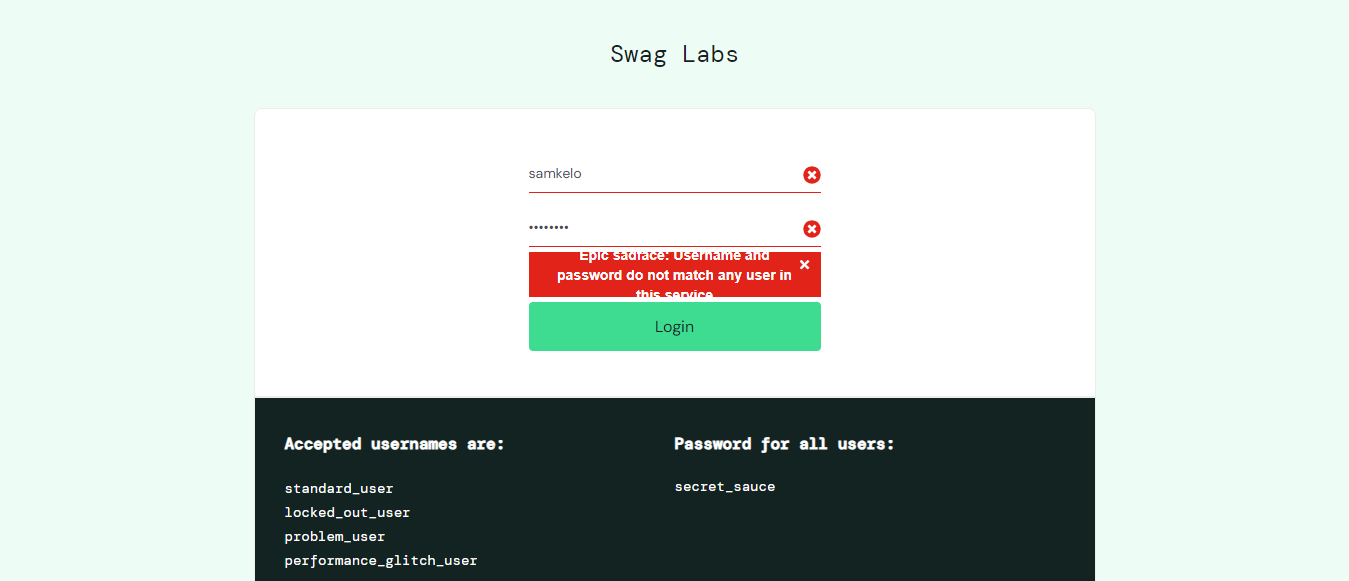 Swag Labs
samkelo
••••••••
Epic sadface: Username and
password do not match any user in
this service
Login
Accepted usernames are:
standard_user
locked_out_user
problem_user
performance_glitch_user
Password for all users:
secret_sauce